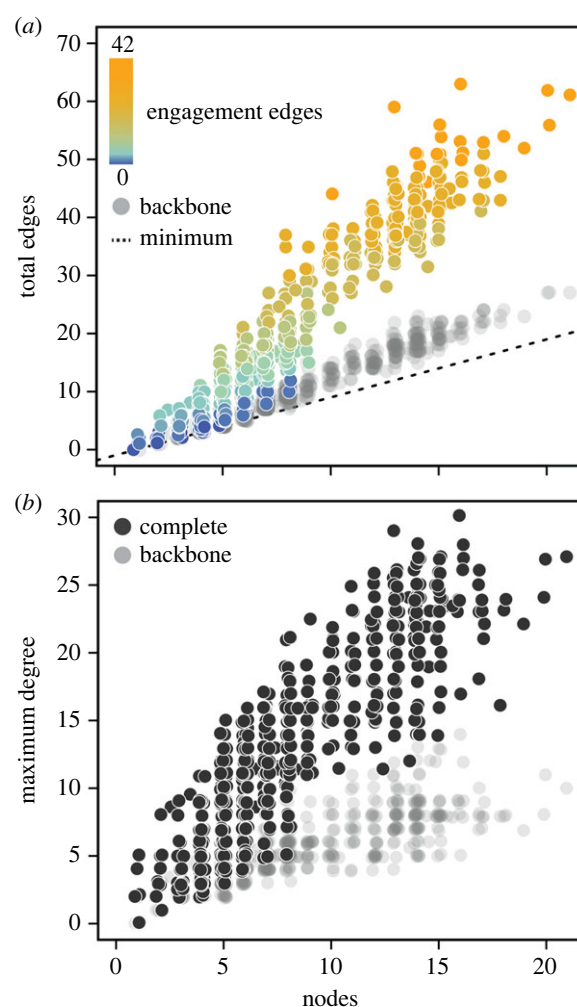 (a)
70
42
60
engagement edges
50
0
40
backbone
minimum
30
20
10
0
total edges
(b)
30
complete
backbone
25
20
15
10
5
0
maximum degree
0 5 10 15 20
nodes